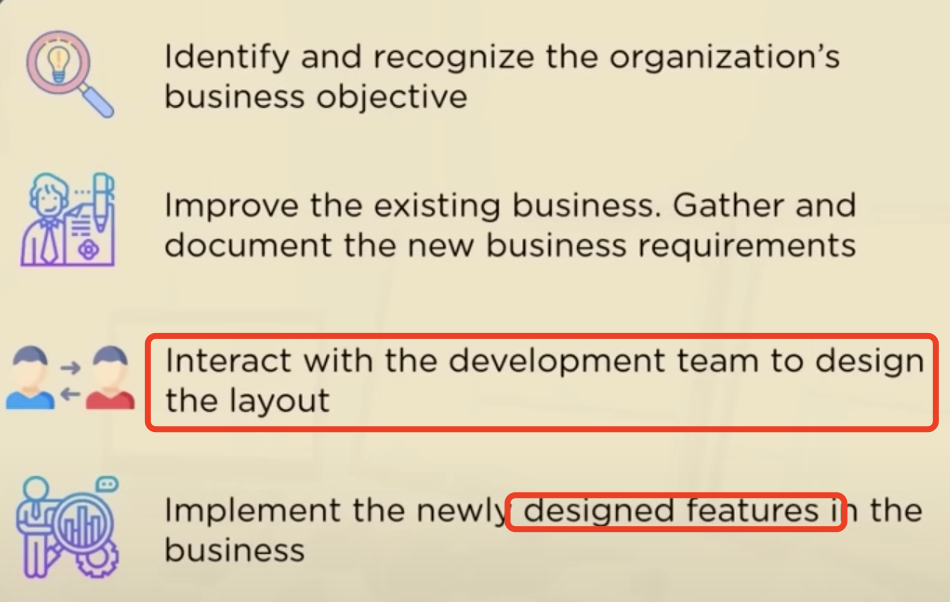 Identify and recognize the organization's
business objective
Improve the existing business. Gather and
document the new business requirements
Interact with the development team to design
the layout
Implement the newly designed features in the
business